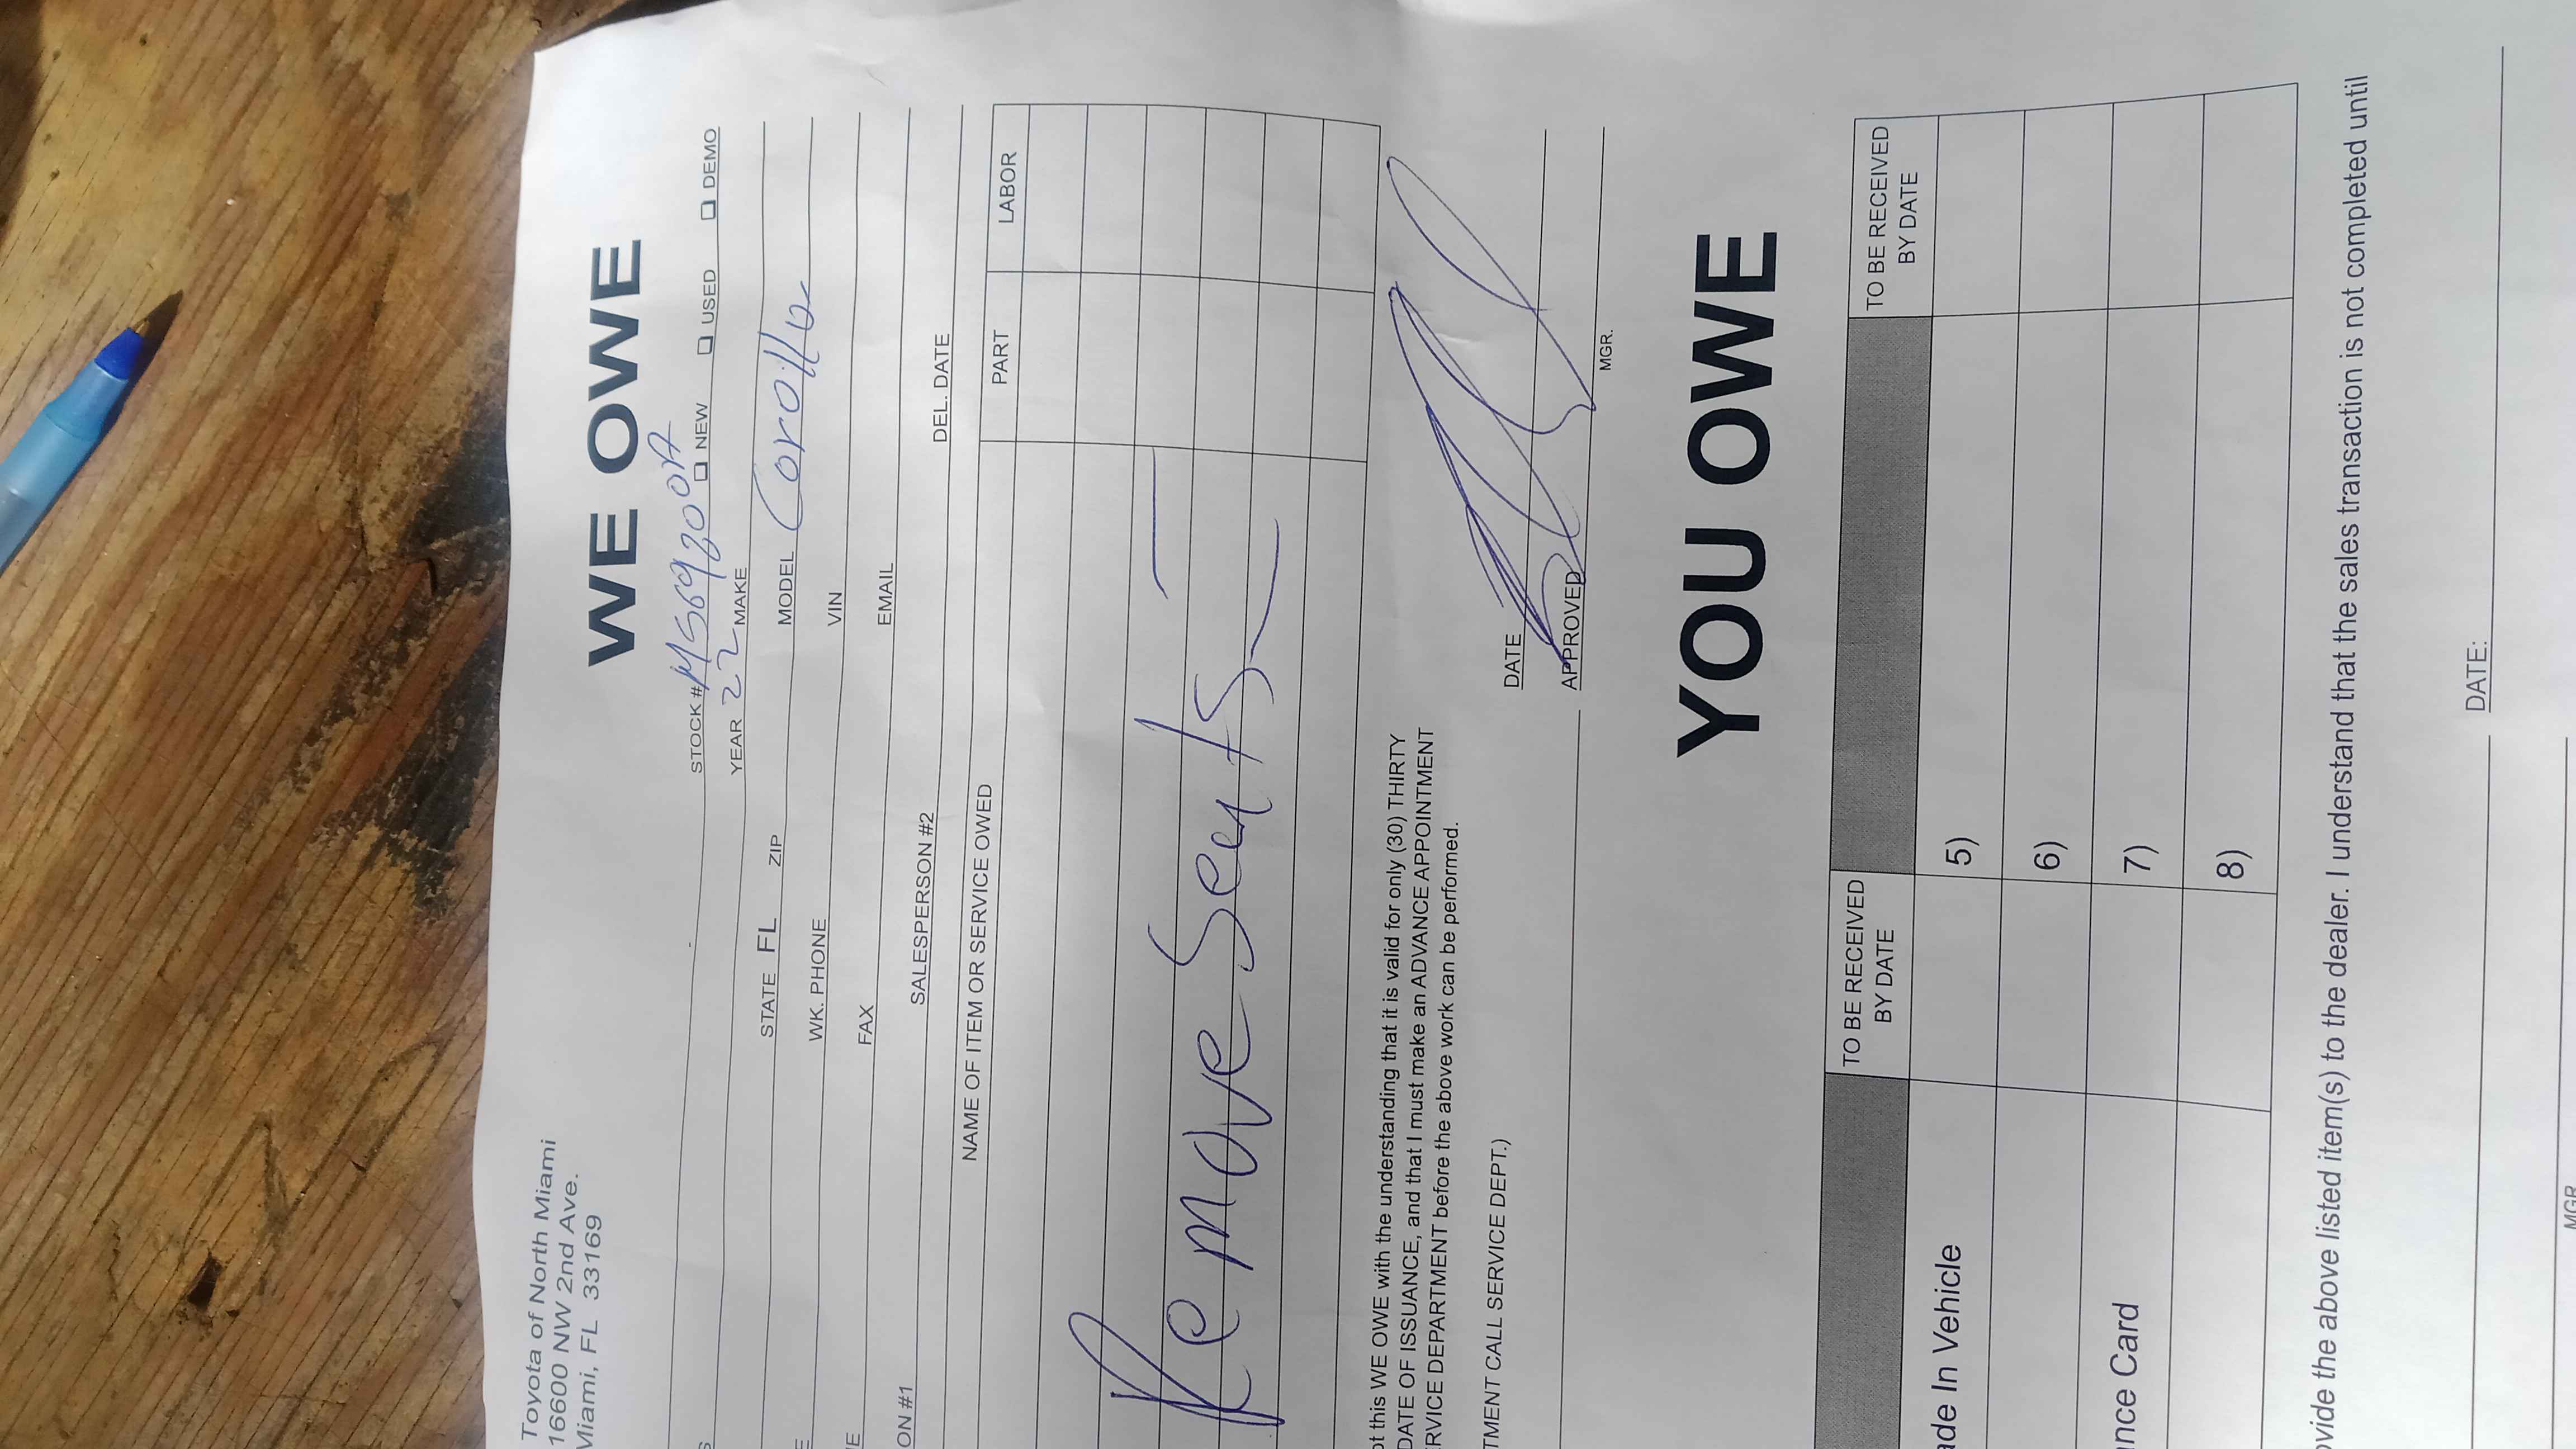 Toyota of North Miami
16600 NW 2nd Ave.
Miami, FL 33169
WE OWE
STOCK # MS69200A
❑ NEW ❑ USED ❑ DEMO
YEAR 22 MAKE
STATE FL ZIP MODEL Corolla
WK. PHONE VIN
FAX EMAIL
ON #1 SALESPERSON #2 DEL. DATE
NAME OF ITEM OR SERVICE OWED PART LABOR
Remove Scents
pt this WE OWE with the understanding that it is valid for only (30) THIRTY
DATE OF ISSUANCE, and that I must make an ADVANCE APPOINTMENT
RVICE DEPARTMENT before the above work can be performed.
TMENT CALL SERVICE DEPT.)
DATE
APPROVED
MGR.
YOU OWE
TO BE RECEIVED BY DATE TO BE RECEIVED BY DATE
ade In Vehicle 5)
6)
nce Card 7)
8)
ovide the above listed item(s) to the dealer. I understand that the sales transaction is not completed until
DATE:
MGR